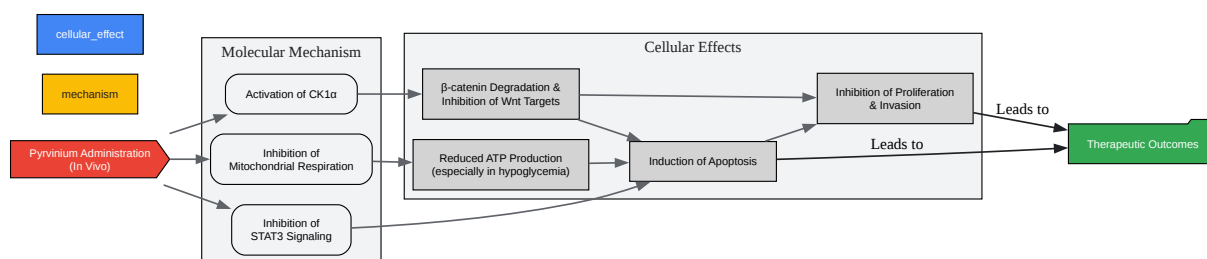 cellular_effect
mechanism
Pyrvinium Administration
(In Vivo)
Molecular Mechanism
Activation of CK1α
Inhibition of
Mitochondrial Respiration
Inhibition of
STAT3 Signaling
Cellular Effects
β-catenin Degradation &
Inhibition of Wnt Targets
Reduced ATP Production
(especially in hypoglycemia)
Induction of Apoptosis
Inhibition of Proliferation
& Invasion
Leads to
Leads to
Therapeutic Outcomes